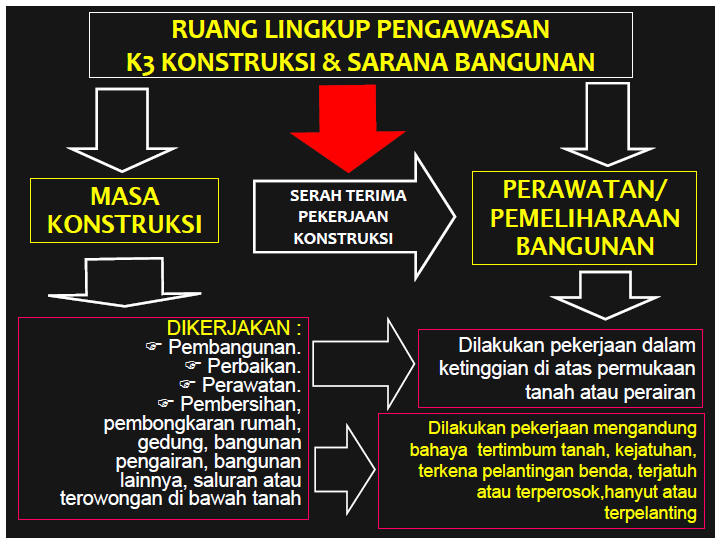 RUANG LINGKUP PENGAWASAN
K3 KONSTRUKSI & SARANA BANGUNAN
MASA
KONSTRUKSI
SERAH TERIMA
PEKERJAAN
KONSTRUKSI
PERAWATAN/
PEMELIHARAAN
BANGUNAN
DIKERJAKAN :
☞ Pembangunan.
☞ Perbaikan.
☞ Perawatan.
☞ Pembersihan,
pembongkaran rumah,
gedung, bangunan
pengairan, bangunan
lainnya, saluran atau
terowongan di bawah tanah
Dilakukan pekerjaan dalam
ketinggian di atas permukaan
tanah atau perairan
Dilakukan pekerjaan mengandung
bahaya tertimbum tanah, kejatuhan,
terkena pelantingan benda, terjatuh
atau terperosok,hanyut atau
terpelanting